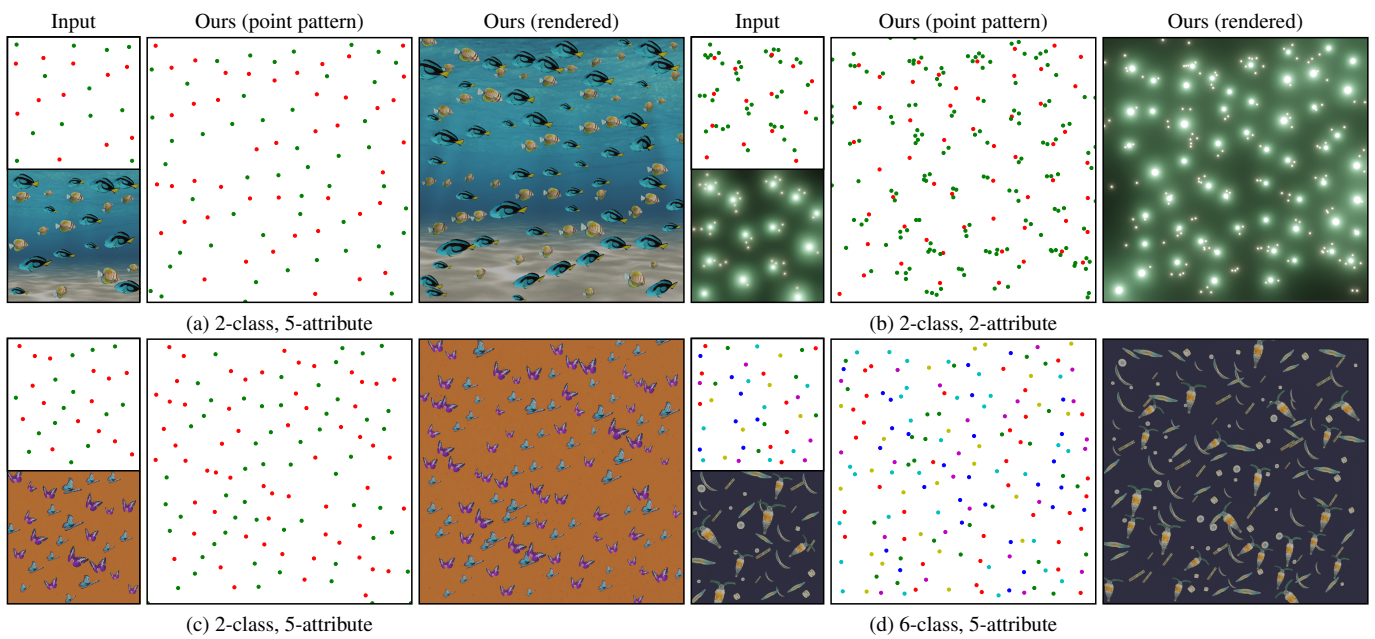 Input Ours (point pattern) Ours (rendered) Input Ours (point pattern) Ours (rendered)
(a) 2-class, 5-attribute (b) 2-class, 2-attribute
(c) 2-class, 5-attribute (d) 6-class, 5-attribute